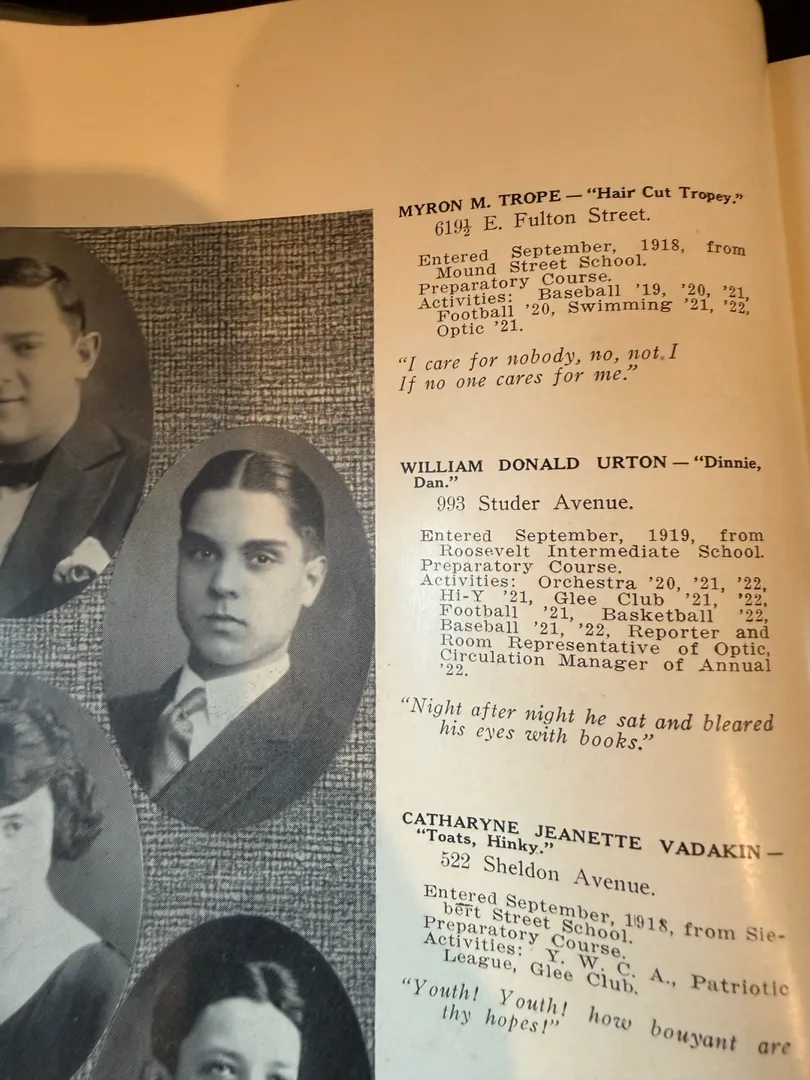 MYRON M. TROPE — “Hair Cut Tropey.”
619½ E. Fulton Street.
Entered September, 1918, from
Mound Street School.
Preparatory Course.
Activities: Baseball ’19, ’20, ’21,
Football ’20, Swimming ’21, ’22,
Optic ’21.
“I care for nobody, no, not I
If no one cares for me.”
WILLIAM DONALD URTON — “Dinnie,
Dan.”
993 Studer Avenue.
Entered September, 1919, from
Roosevelt Intermediate School.
Preparatory Course.
Activities: Orchestra ’20, ’21, ’22,
Hi-Y ’21, Glee Club ’21, ’22,
Football ’21, Basketball ’22,
Baseball ’21, ’22, Reporter and
Room Representative of Optic,
Circulation Manager of Annual
’22.
“Night after night he sat and bleared
his eyes with books.”
CATHARYNE JEANETTE VADAKIN —
“Toats, Hinky.”
522 Sheldon Avenue.
Entered September, 1918, from Sie-
bert Street School.
Preparatory Course.
Activities: Y. W. C. A., Patriotic
League, Glee Club.
“Youth! Youth! how bouyant are
thy hopes!”